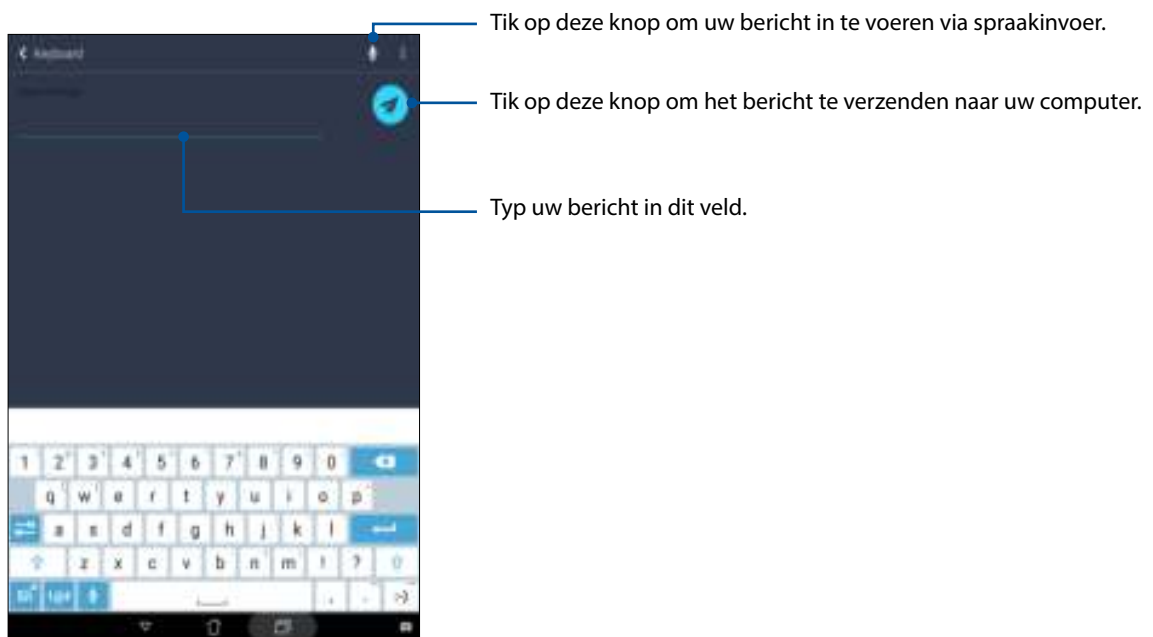 Tik op deze knop om uw bericht in te voeren via spraakinvoer.
Keyboard
Tik op deze knop om het bericht te verzenden naar uw computer.
Typ uw bericht in dit veld.
1 2 3 4 5 6 7 8 9 0
q w e r t y u i o p
a s d f g h j k l
z x c v b n m ! ?
, . :-)